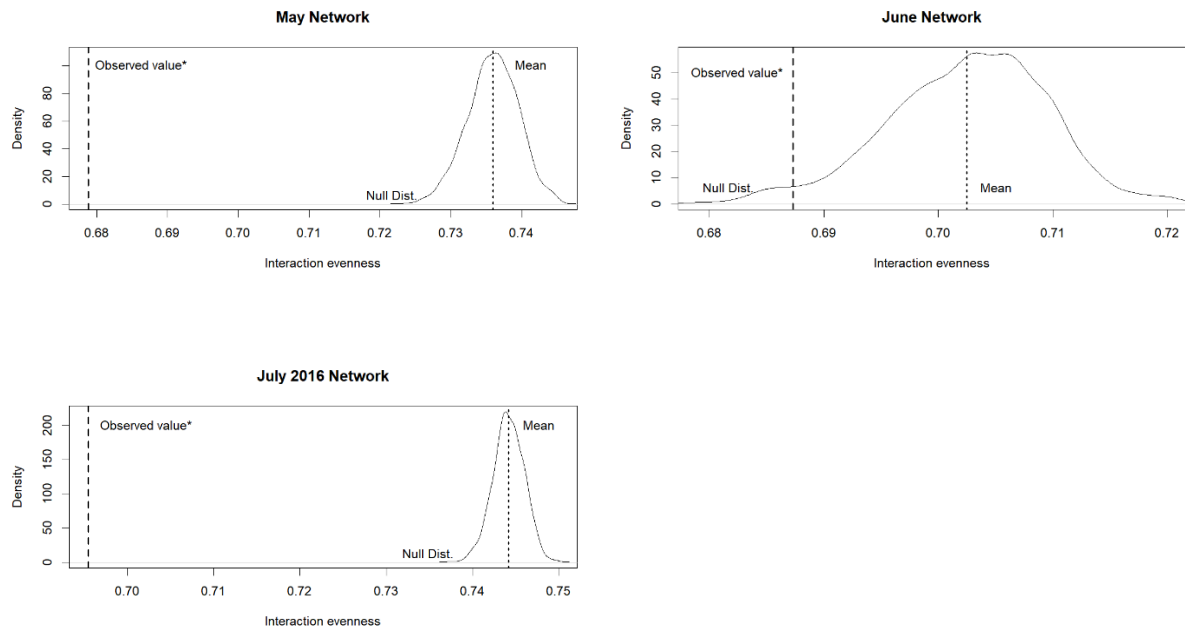 May Network
Observed value*
Mean
Null Dist.
Density
0 20 40 60 80
0.68 0.69 0.70 0.71 0.72 0.73 0.74
Interaction evenness
June Network
Observed value*
Null Dist.
Mean
Density
0 10 20 30 40 50
0.68 0.69 0.70 0.71 0.72
Interaction evenness
July 2016 Network
Observed value*
Mean
Null Dist.
Density
0 50 100 150 200
0.70 0.71 0.72 0.73 0.74 0.75
Interaction evenness